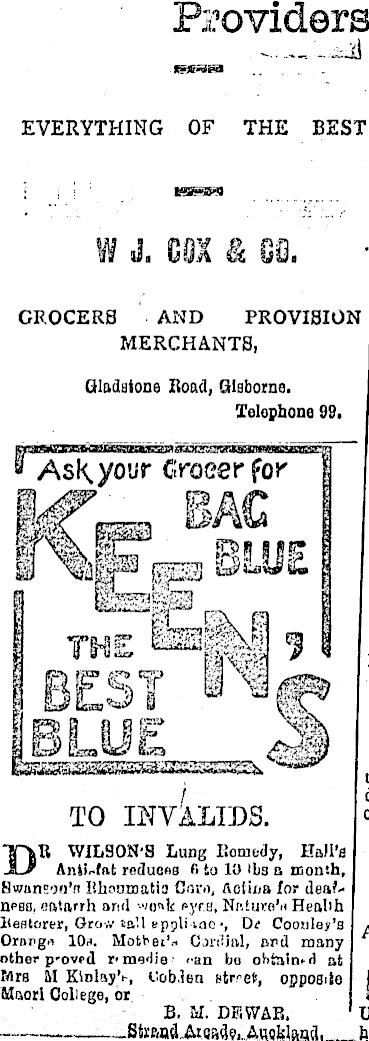 Providers
EVERYTHING OF THE BEST
W J. COX & CO.
GROCERS AND PROVISION
MERCHANTS,
Gladstone Road, Gisborne.
Telephone 99.
Ask your Grocer for
KEEN'S
BAG
BLUE
THE
BEST
BLUE
TO INVALIDS.
DR WILSON'S Lung Remedy, Hall's
Anti-fat reduces 6 to 10 lbs a month,
Swanson's Rheumatic Cure, Actina for deaf-
ness, catarrh and weak eyes, Nature's Health
Restorer, Grow tall appliance, Dr Coonley's
Orange 10s. Mother's Cordial, and many
other proved remedies can be obtained at
Mrs M Kinlay's, Cobden street, opposite
Maori College, or
B. M. DEWAR,
Strand Arcade, Auckland.